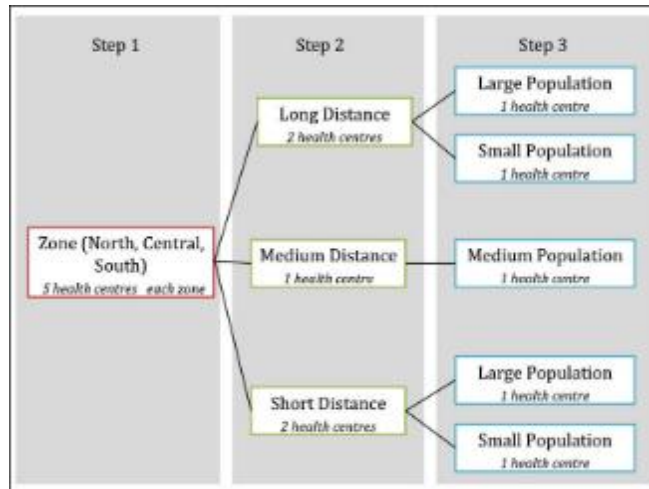 Step 1
Step 2
Step 3
Zone (North, Central,
South)
5 health centres each zone
Long Distance
2 health centres
Medium Distance
1 health centre
Short Distance
2 health centres
Large Population
1 health centre
Small Population
1 health centre
Medium Population
1 health centre
Large Population
1 health centre
Small Population
1 health centre